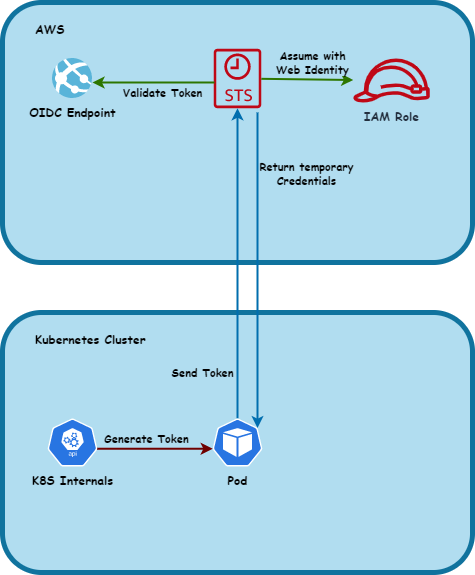 AWS
Assume with
Web Identity
STS
Validate Token
OIDC Endpoint
IAM Role
Return temporary
Credentials
Kubernetes Cluster
Send Token
Generate Token
api
K8S Internals
Pod